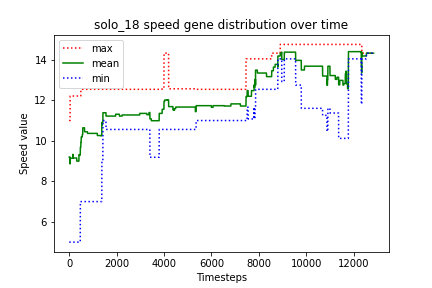 solo_18 speed gene distribution over time
max
mean
min
Speed value
14
12
10
8
6
0
2000
4000
6000
8000
10000
12000
Timesteps